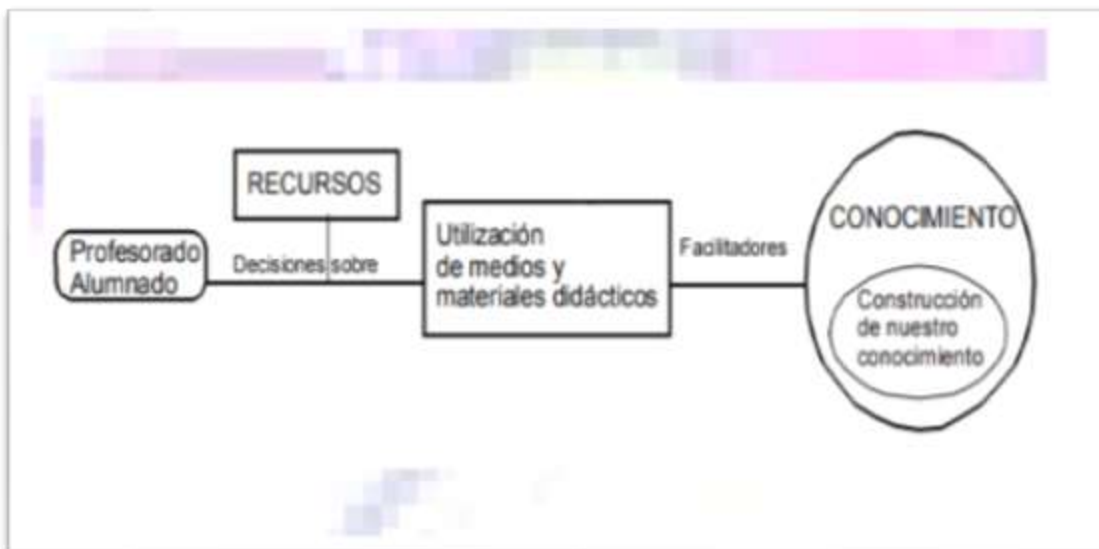 RECURSOS
Profesorado
Alumnado
Decisiones sobre
Utilización
de medios y
materiales didácticos
Facilitadores
CONOCIMIENTO
Construcción
de nuestro
conocimiento